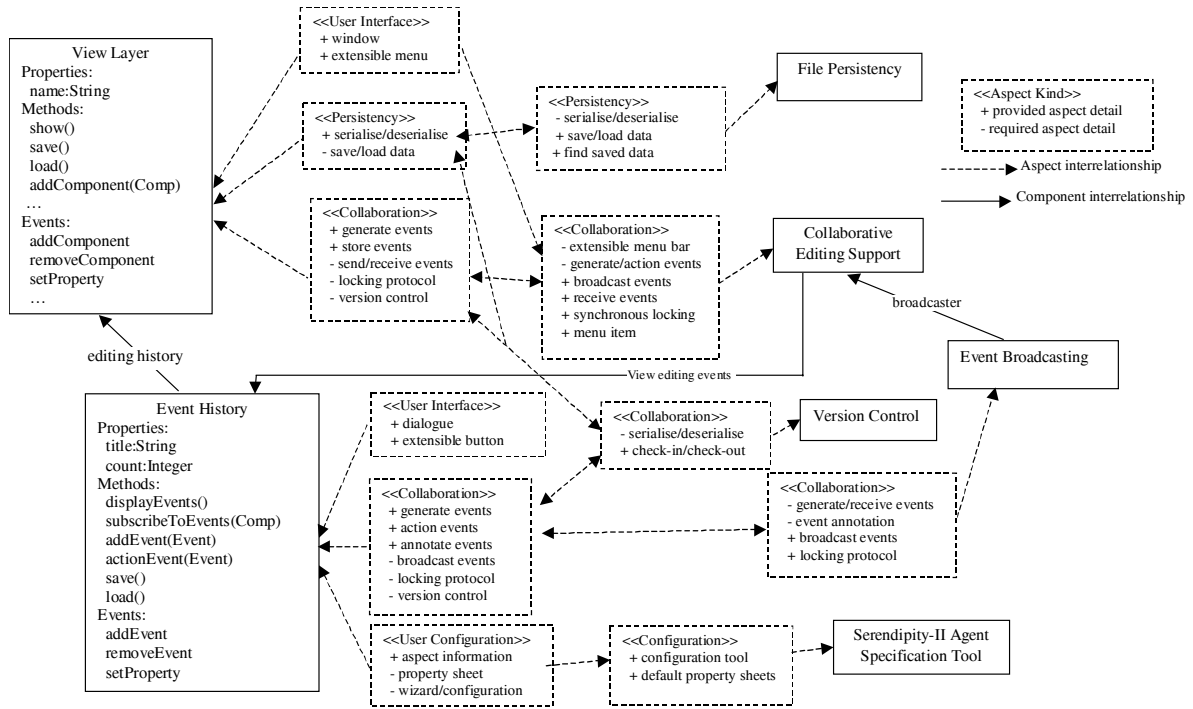 View Layer
Properties:
name:String
Methods:
show()
save()
load()
addComponent(Comp)
…
Events:
addComponent
removeComponent
setProperty
…
<<User Interface>>
+ window
+ extensible menu
<<Persistency>>
+ serialise/deserialise
- save/load data
<<Collaboration>>
+ generate events
+ store events
- send/receive events
- locking protocol
- version control
<<Persistency>>
- serialise/deserialise
+ save/load data
+ find saved data
File Persistency
<<Aspect Kind>>
+ provided aspect detail
- required aspect detail
Aspect interrelationship
Component interrelationship
<<Collaboration>>
- extensible menu bar
- generate/action events
+ broadcast events
+ receive events
+ synchronous locking
+ menu item
Collaborative
Editing Support
broadcaster
Event Broadcasting
editing history
View editing events
Event History
Properties:
title:String
count:Integer
Methods:
displayEvents()
subscribeToEvents(Comp)
addEvent(Event)
actionEvent(Event)
save()
load()
Events:
addEvent
removeEvent
setProperty
<<User Interface>>
+ dialogue
+ extensible button
<<Collaboration>>
- serialise/deserialise
+ check-in/check-out
Version Control
<<Collaboration>>
+ generate events
+ action events
+ annotate events
- broadcast events
- locking protocol
- version control
<<Collaboration>>
- generate/receive events
- event annotation
+ broadcast events
+ locking protocol
<<User Configuration>>
+ aspect information
- property sheet
- wizard/configuration
<<Configuration>>
+ configuration tool
+ default property sheets
Serendipity-II Agent
Specification Tool